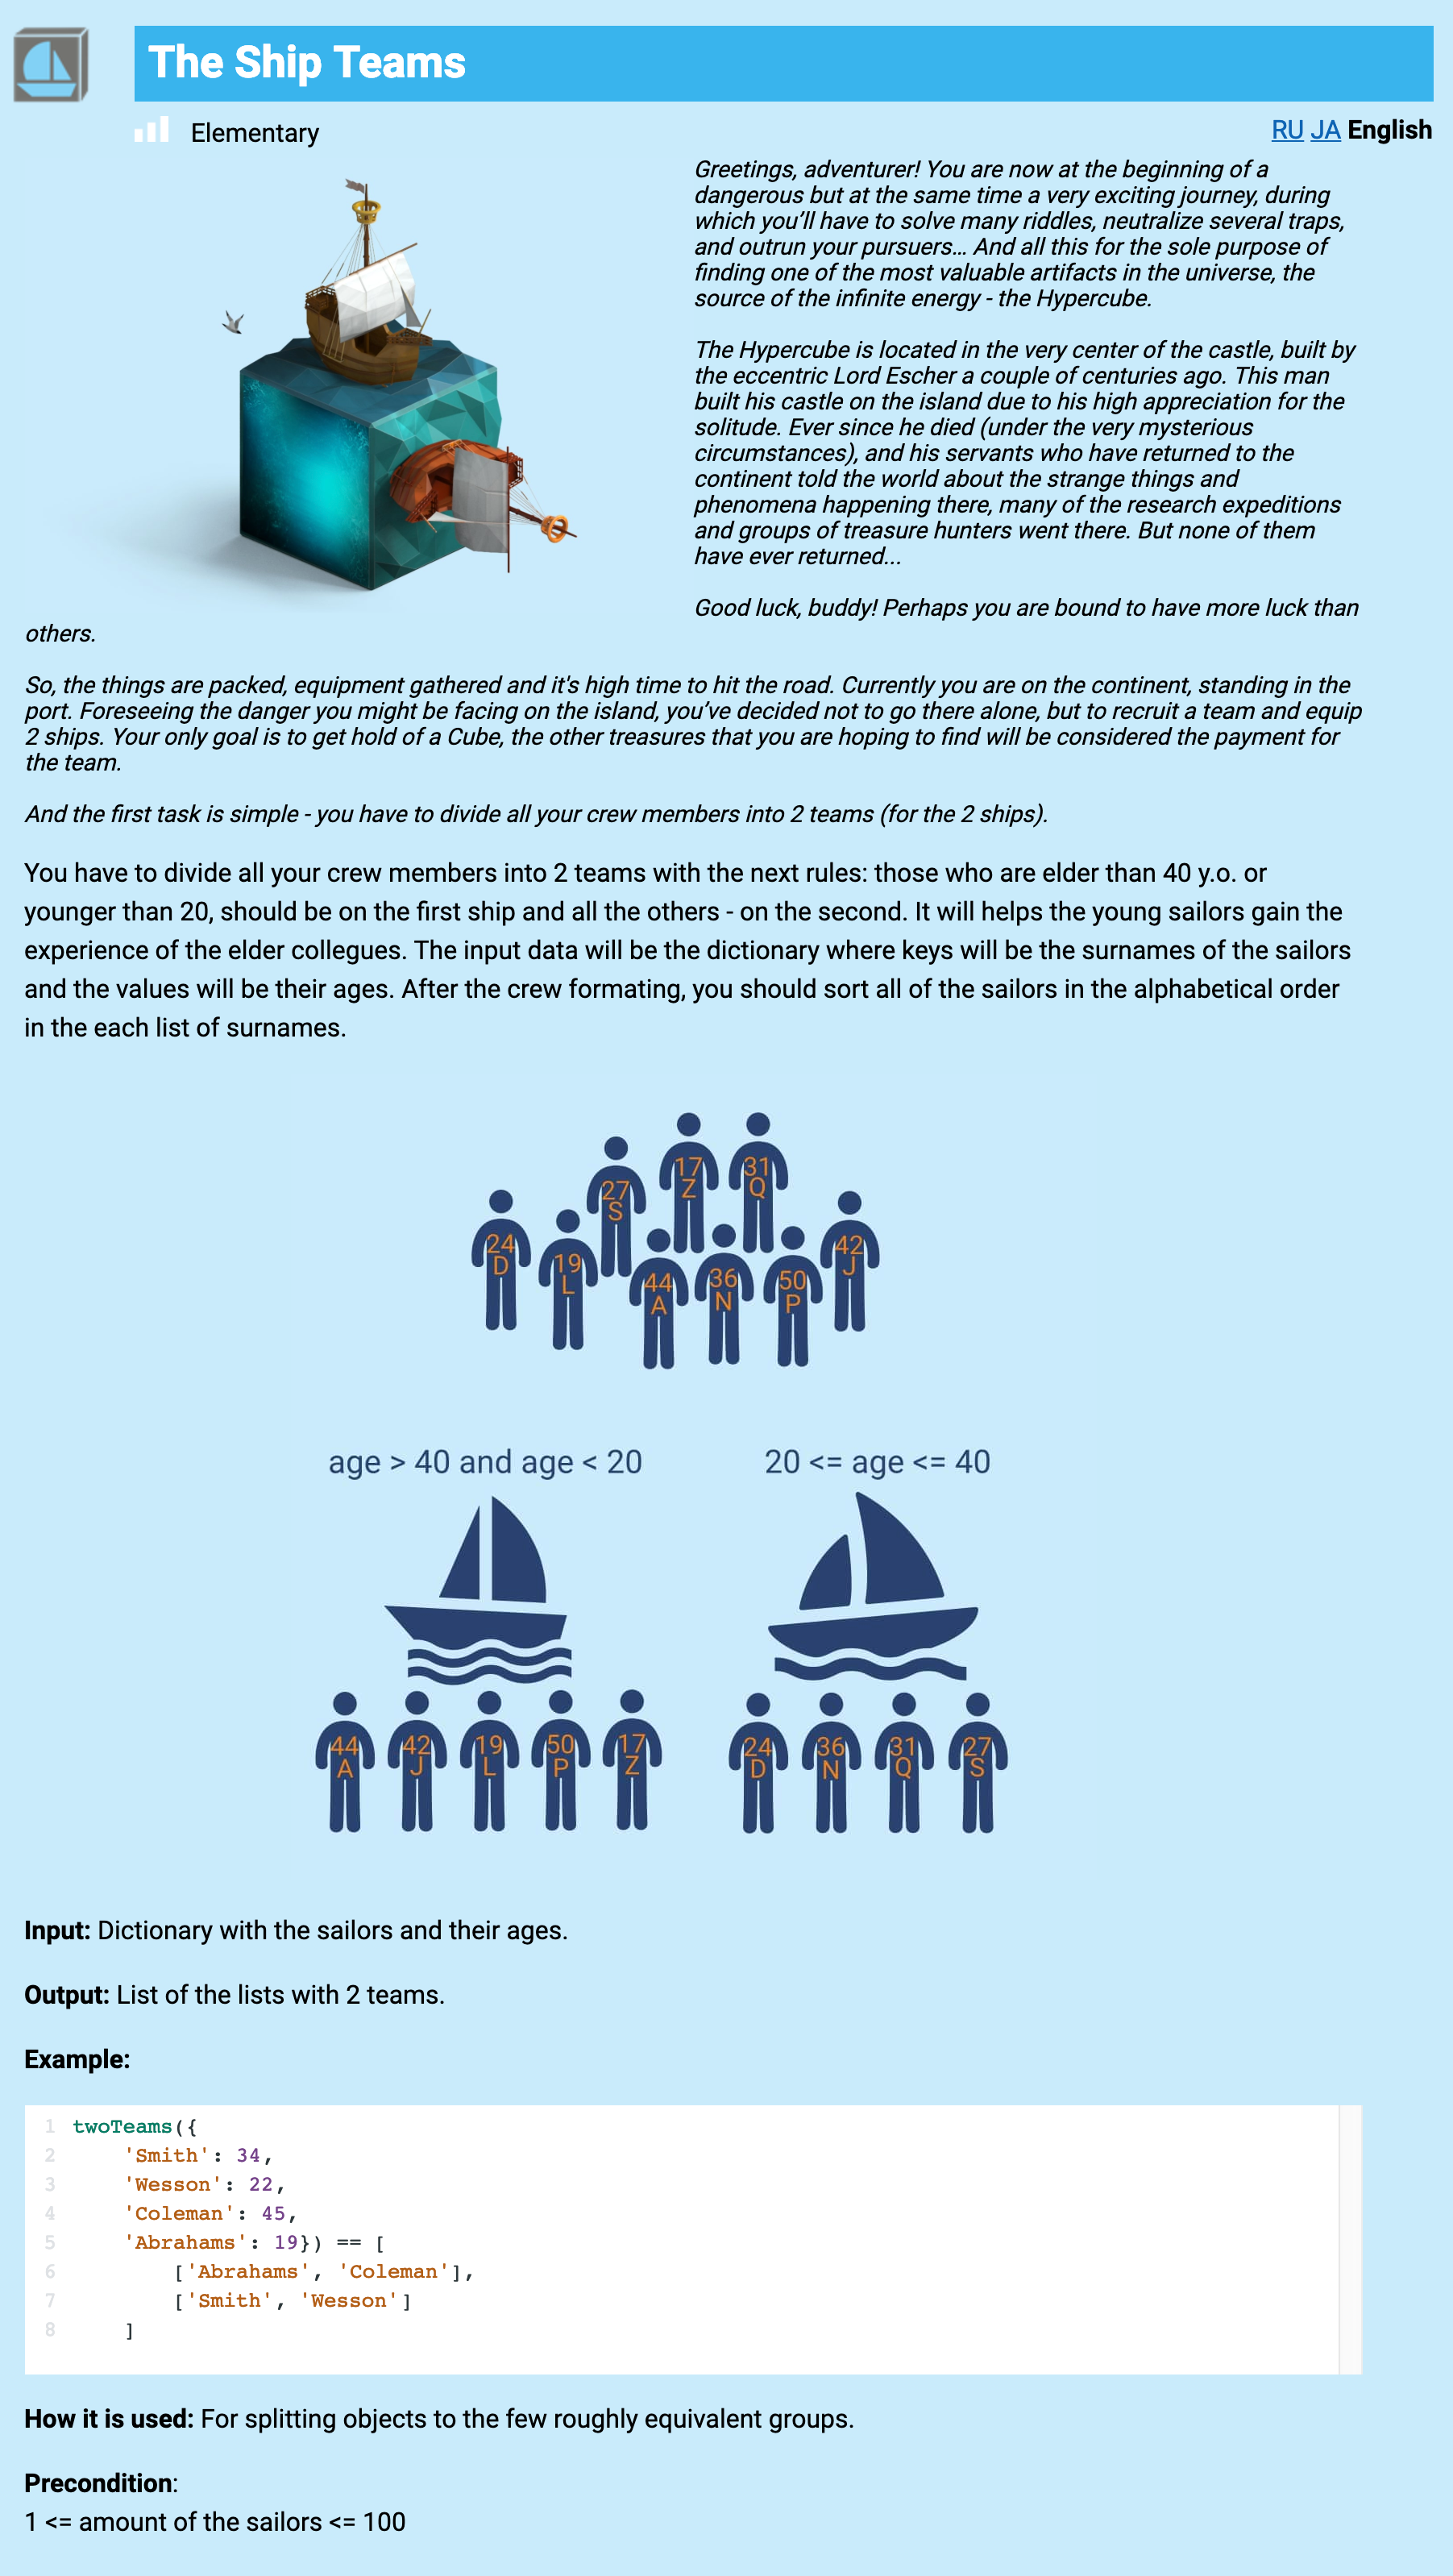 The Ship Teams
Elementary
RU JA English
Greetings, adventurer! You are now at the beginning of a
dangerous but at the same time a very exciting journey, during
which you’ll have to solve many riddles, neutralize several traps,
and outrun your pursuers... And all this for the sole purpose of
finding one of the most valuable artifacts in the universe, the
source of the infinite energy - the Hypercube.
The Hypercube is located in the very center of the castle, built by
the eccentric Lord Escher a couple of centuries ago. This man
built his castle on the island due to his high appreciation for the
solitude. Ever since he died (under the very mysterious
circumstances), and his servants who have returned to the
continent told the world about the strange things and
phenomena happening there, many of the research expeditions
and groups of treasure hunters went there. But none of them
have ever returned...
Good luck, buddy! Perhaps you are bound to have more luck than
others.
So, the things are packed, equipment gathered and it's high time to hit the road. Currently you are on the continent, standing in the
port. Foreseeing the danger you might be facing on the island, you’ve decided not to go there alone, but to recruit a team and equip
2 ships. Your only goal is to get hold of a Cube, the other treasures that you are hoping to find will be considered the payment for
the team.
And the first task is simple - you have to divide all your crew members into 2 teams (for the 2 ships).
You have to divide all your crew members into 2 teams with the next rules: those who are elder than 40 y.o. or
younger than 20, should be on the first ship and all the others - on the second. It will helps the young sailors gain the
experience of the elder collegues. The input data will be the dictionary where keys will be the surnames of the sailors
and the values will be their ages. After the crew formating, you should sort all of the sailors in the alphabetical order
in the each list of surnames.
17 31
Z Q
27
S
24 42
D J
19
L
44 36 50
A N P
age > 40 and age < 20 20 <= age <= 40
44 42 19 50 17 24 36 31 27
A J L P Z D N Q S
Input: Dictionary with the sailors and their ages.
Output: List of the lists with 2 teams.
Example:
1 twoTeams({
2 'Smith': 34,
3 'Wesson': 22,
4 'Coleman': 45,
5 'Abrahams': 19}) == [
6 ['Abrahams', 'Coleman'],
7 ['Smith', 'Wesson']
8 ]
How it is used: For splitting objects to the few roughly equivalent groups.
Precondition:
1 <= amount of the sailors <= 100